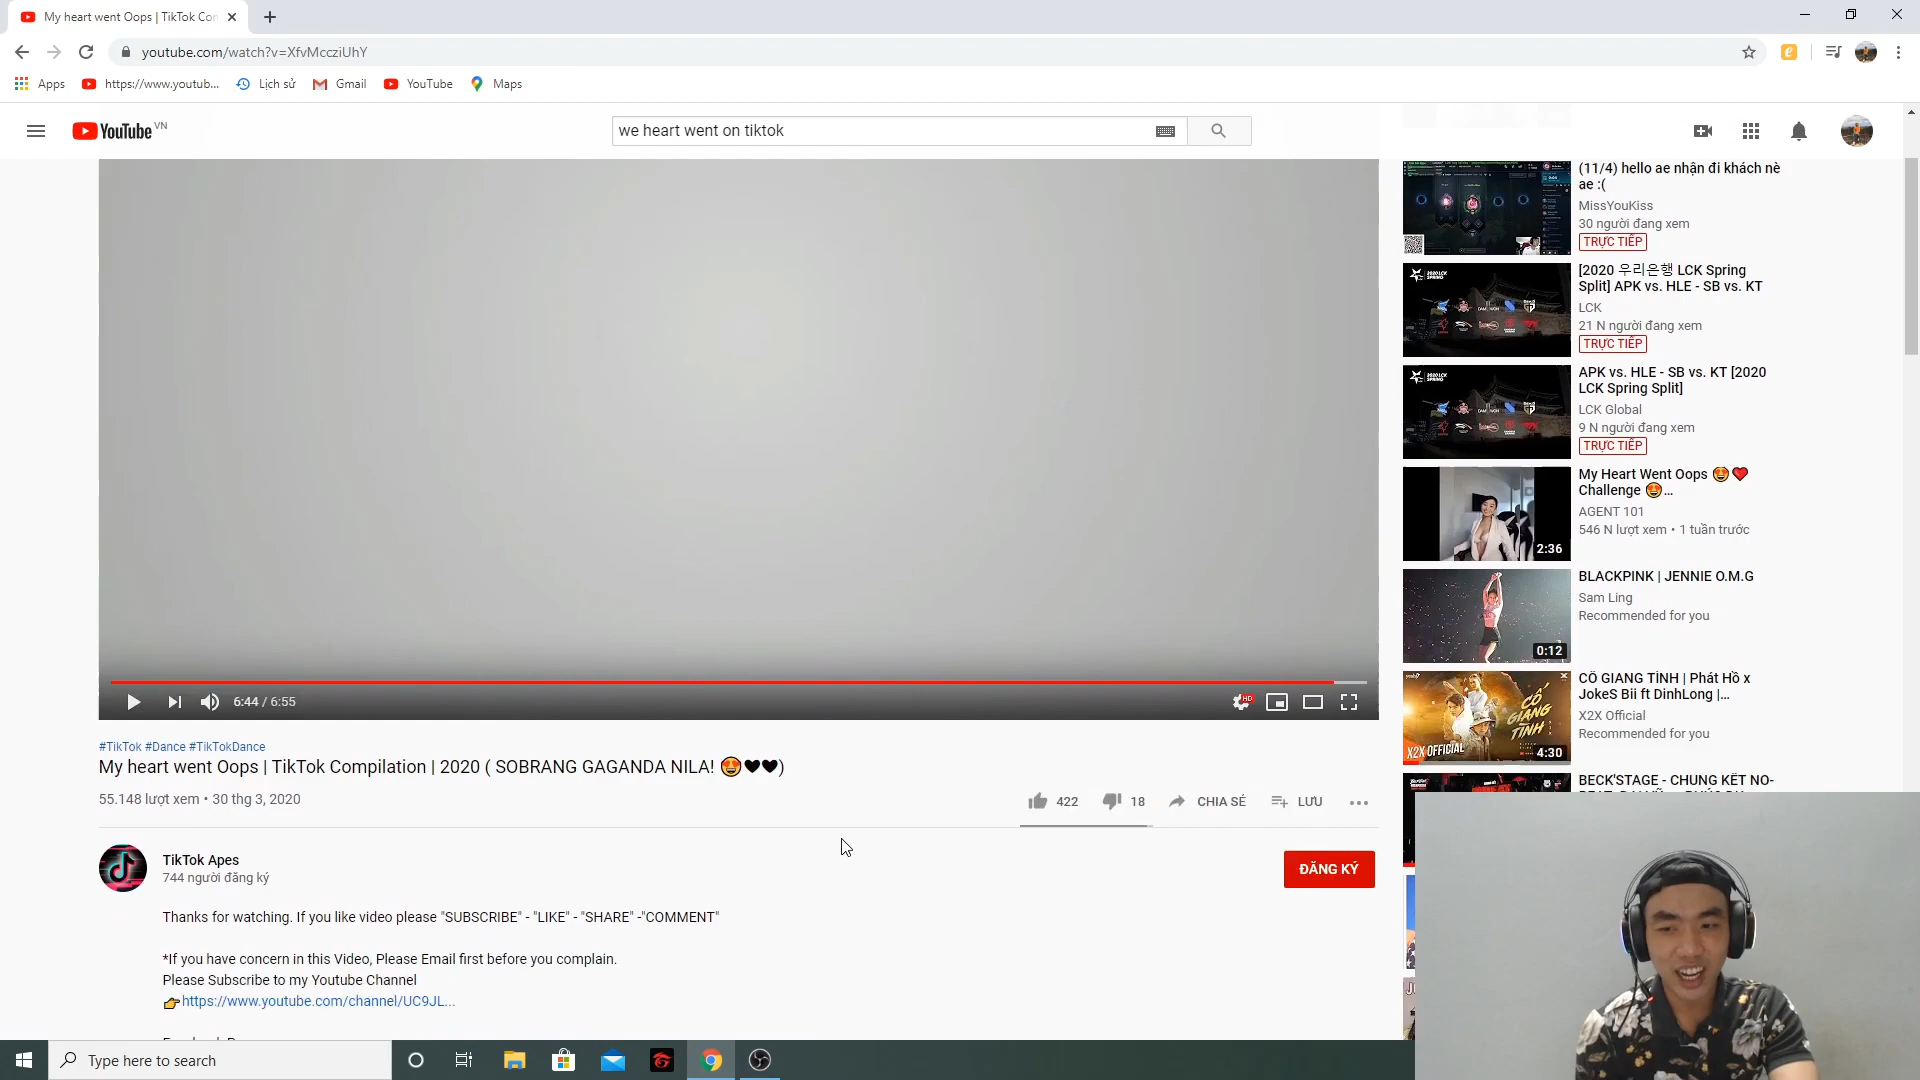 My heart went Oops | TikTok Con
youtube.com/watch?v=XfvMccziUhY
Apps
https://www.youtub...
Lịch sử
Gmail
YouTube
Maps
YouTube VN
we heart went on tiktok
6:44 / 6:55
HD
#TikTok #Dance #TikTokDance
My heart went Oops | TikTok Compilation | 2020 ( SOBRANG GAGANDA NILA! 😍🖤🖤)
55.148 lượt xem • 30 thg 3, 2020
422
18
CHIA SẺ
LƯU
TikTok Apes
744 người đăng ký
ĐĂNG KÝ
Thanks for watching. If you like video please "SUBSCRIBE" - "LIKE" - "SHARE" -"COMMENT"
*If you have concern in this Video, Please Email first before you complain.
Please Subscribe to my Youtube Channel
👉https://www.youtube.com/channel/UC9JL...
(11/4) hello ae nhận đi khách nè
ae :(
MissYouKiss
30 người đang xem
TRỰC TIẾP
[2020 우리은행 LCK Spring
Split] APK vs. HLE - SB vs. KT
LCK
21 N người đang xem
TRỰC TIẾP
APK vs. HLE - SB vs. KT [2020
LCK Spring Split]
LCK Global
9 N người đang xem
TRỰC TIẾP
My Heart Went Oops 😍❤️
Challenge 😍...
AGENT 101
546 N lượt xem • 1 tuần trước
2:36
BLACKPINK | JENNIE O.M.G
Sam Ling
Recommended for you
0:12
CÔ GIANG TÌNH | Phát Hồ x
JokeS Bii ft DinhLong |...
X2X Official
Recommended for you
CÔ
GIANG
TÌNH
X2X OFFICIAL
4:30
BECK'STAGE - CHUNG KẾT NO-
Type here to search